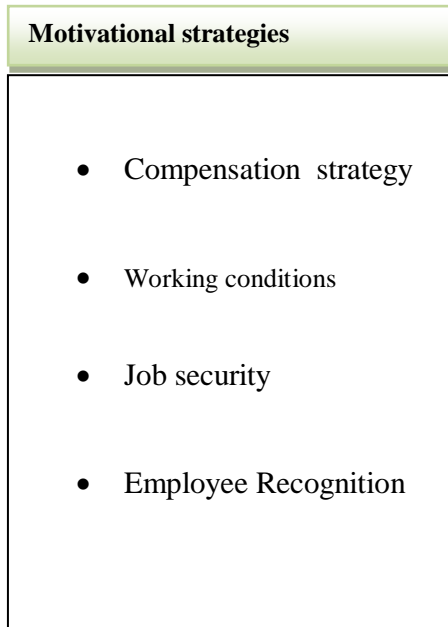 Motivational strategies
• Compensation strategy
• Working conditions
• Job security
• Employee Recognition